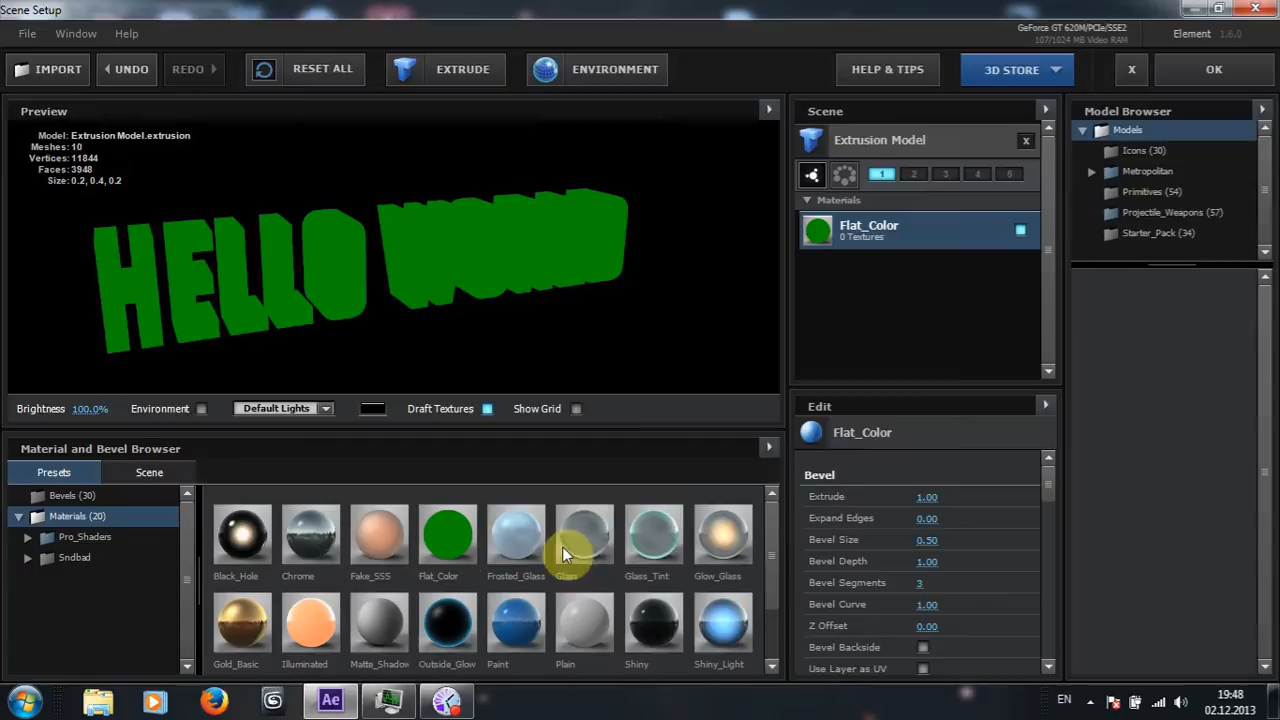 Scene Setup
File Window Help
GeForce GT 620M/PCIe/SSE2
107/1024 MB Video RAM
Element 1.6.0
IMPORT UNDO REDO RESET ALL EXTRUDE ENVIRONMENT HELP & TIPS 3D STORE X OK
Preview
Model: Extrusion Model.extrusion
Meshes: 10
Vertices: 11844
Faces: 3948
Size: 0.2, 0.4, 0.2
HELLO WORLD
Brightness 100.0% Environment Default Lights Draft Textures Show Grid
Scene
Extrusion Model x
1 2 3 4 5
Materials
Flat_Color
0 Textures
Model Browser
Models
Icons (30)
Metropolitan
Primitives (54)
Projectile_Weapons (57)
Starter_Pack (34)
Material and Bevel Browser
Presets Scene
Bevels (30)
Materials (20)
Pro_Shaders
Sndbad
Black_Hole Chrome Fake_SSS Flat_Color Frosted_Glass Glass Glass_Tint Glow_Glass
Gold_Basic Illuminated Matte_Shadow Outside_Glow Paint Plain Shiny Shiny_Light
Edit
Flat_Color
Bevel
Extrude 1.00
Expand Edges 0.00
Bevel Size 0.50
Bevel Depth 1.00
Bevel Segments 3
Bevel Curve 1.00
Z Offset 0.00
Bevel Backside
Use Layer as UV
Ae
EN
19:48
02.12.2013